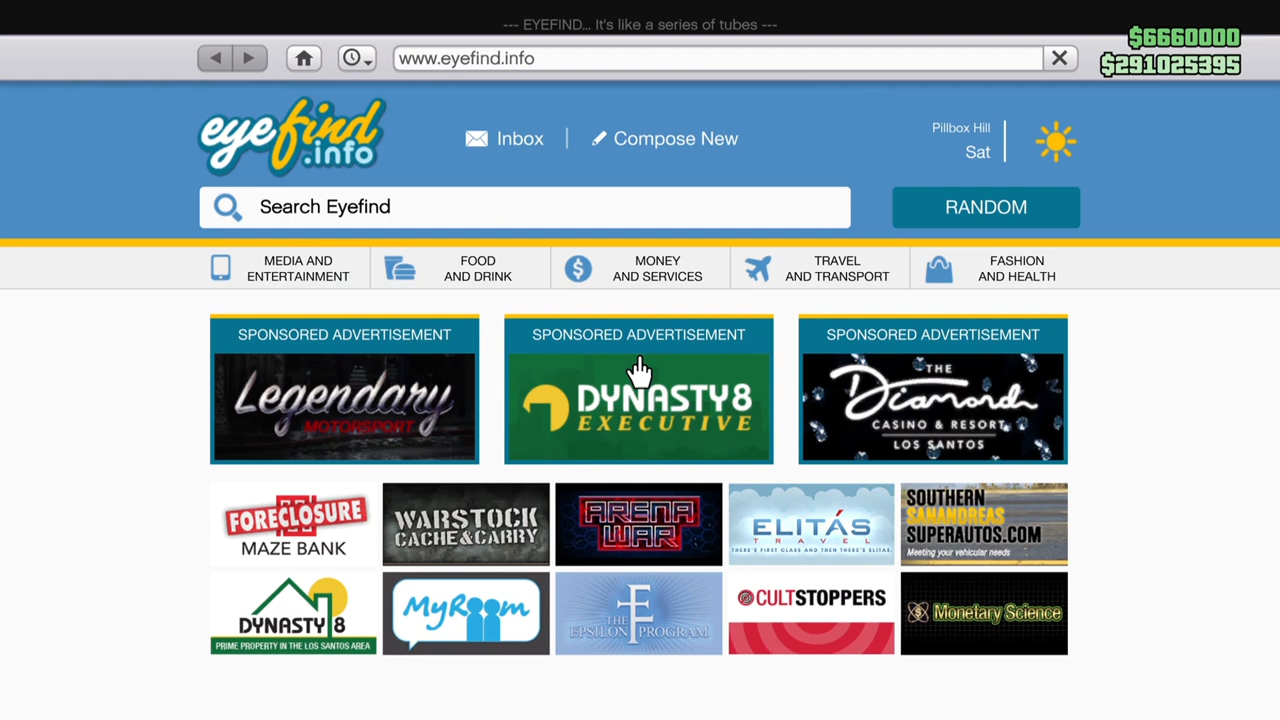 --- EYEFIND... It's like a series of tubes ---
$6660000
www.eyefind.info
$291025395
eyefind
.info
Inbox
Compose New
Pillbox Hill
Sat
Search Eyefind
RANDOM
MEDIA AND
ENTERTAINMENT
FOOD
AND DRINK
MONEY
AND SERVICES
TRAVEL
AND TRANSPORT
FASHION
AND HEALTH
SPONSORED ADVERTISEMENT
Legendary
MOTORSPORT
SPONSORED ADVERTISEMENT
DYNASTY8
EXECUTIVE
SPONSORED ADVERTISEMENT
THE
Diamond
CASINO & RESORT
LOS SANTOS
FORECLOSURE
MAZE BANK
WARSTOCK
CACHE&CARRY
ARENA
WAR
ELITÁS
TRAVEL
THERE'S FIRST CLASS AND THEN THERE'S ELITAS.
SOUTHERN
SANANDREAS
SUPERAUTOS.COM
Meeting your vehicular needs
DYNASTY 8
PRIME PROPERTY IN THE LOS SANTOS AREA
MyRoom
THE
EPSILON PROGRAM
CULTSTOPPERS
Monetary Science